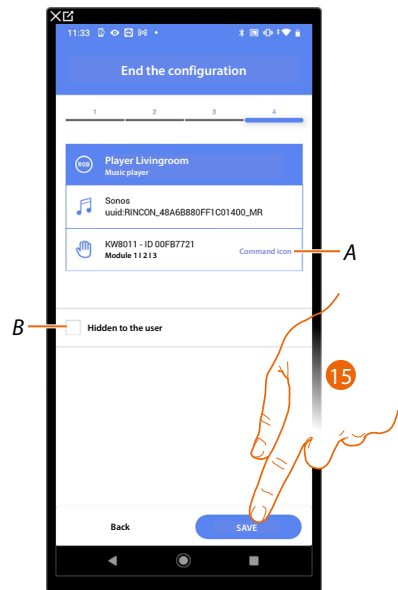 11:33
End the configuration
1 2 3 4
RGB
Player Livingroom
Music player
Sonos
uuid:RINCON_48A6B880FF1C01400_MR
KW8011 - ID 00FB7721
Module 1 I 2 I 3
Command icon
A
B
Hidden to the user
15
Back
SAVE